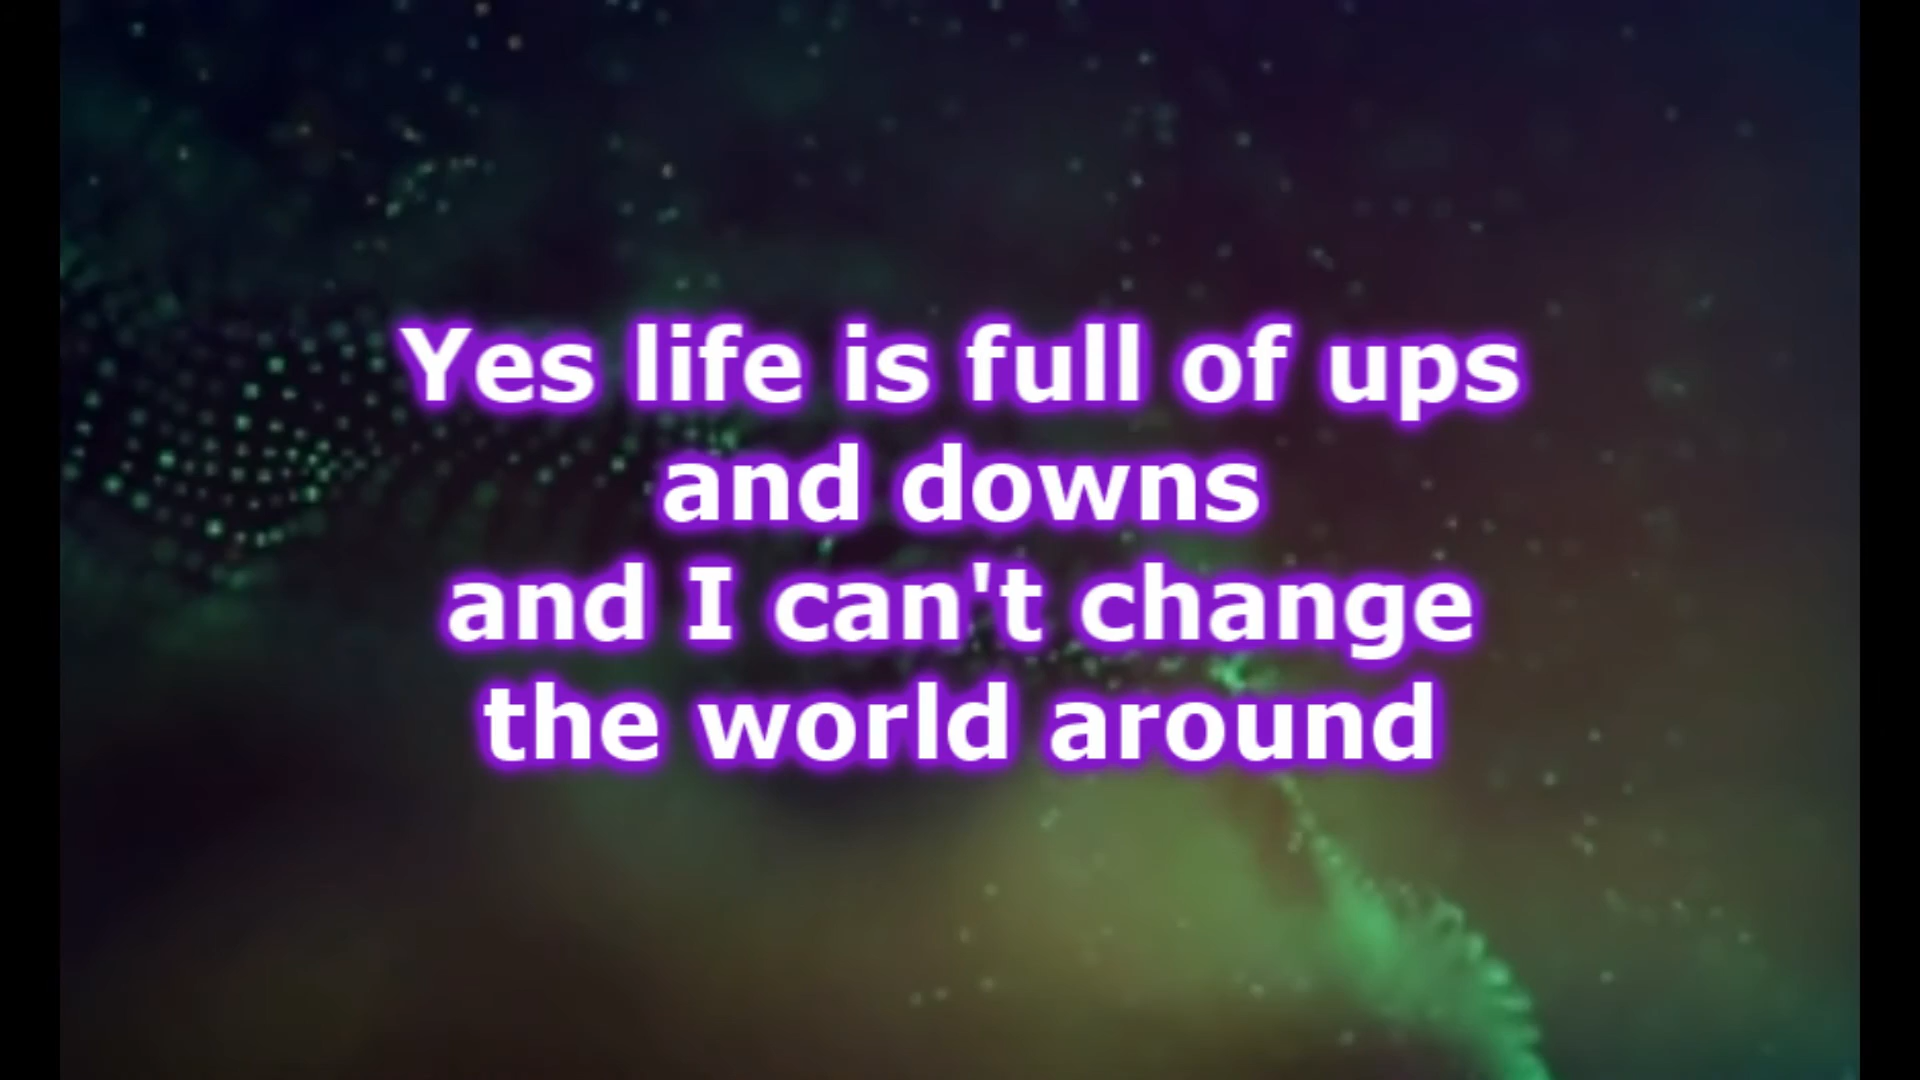 Yes life is full of ups
and downs
and I can't change
the world around